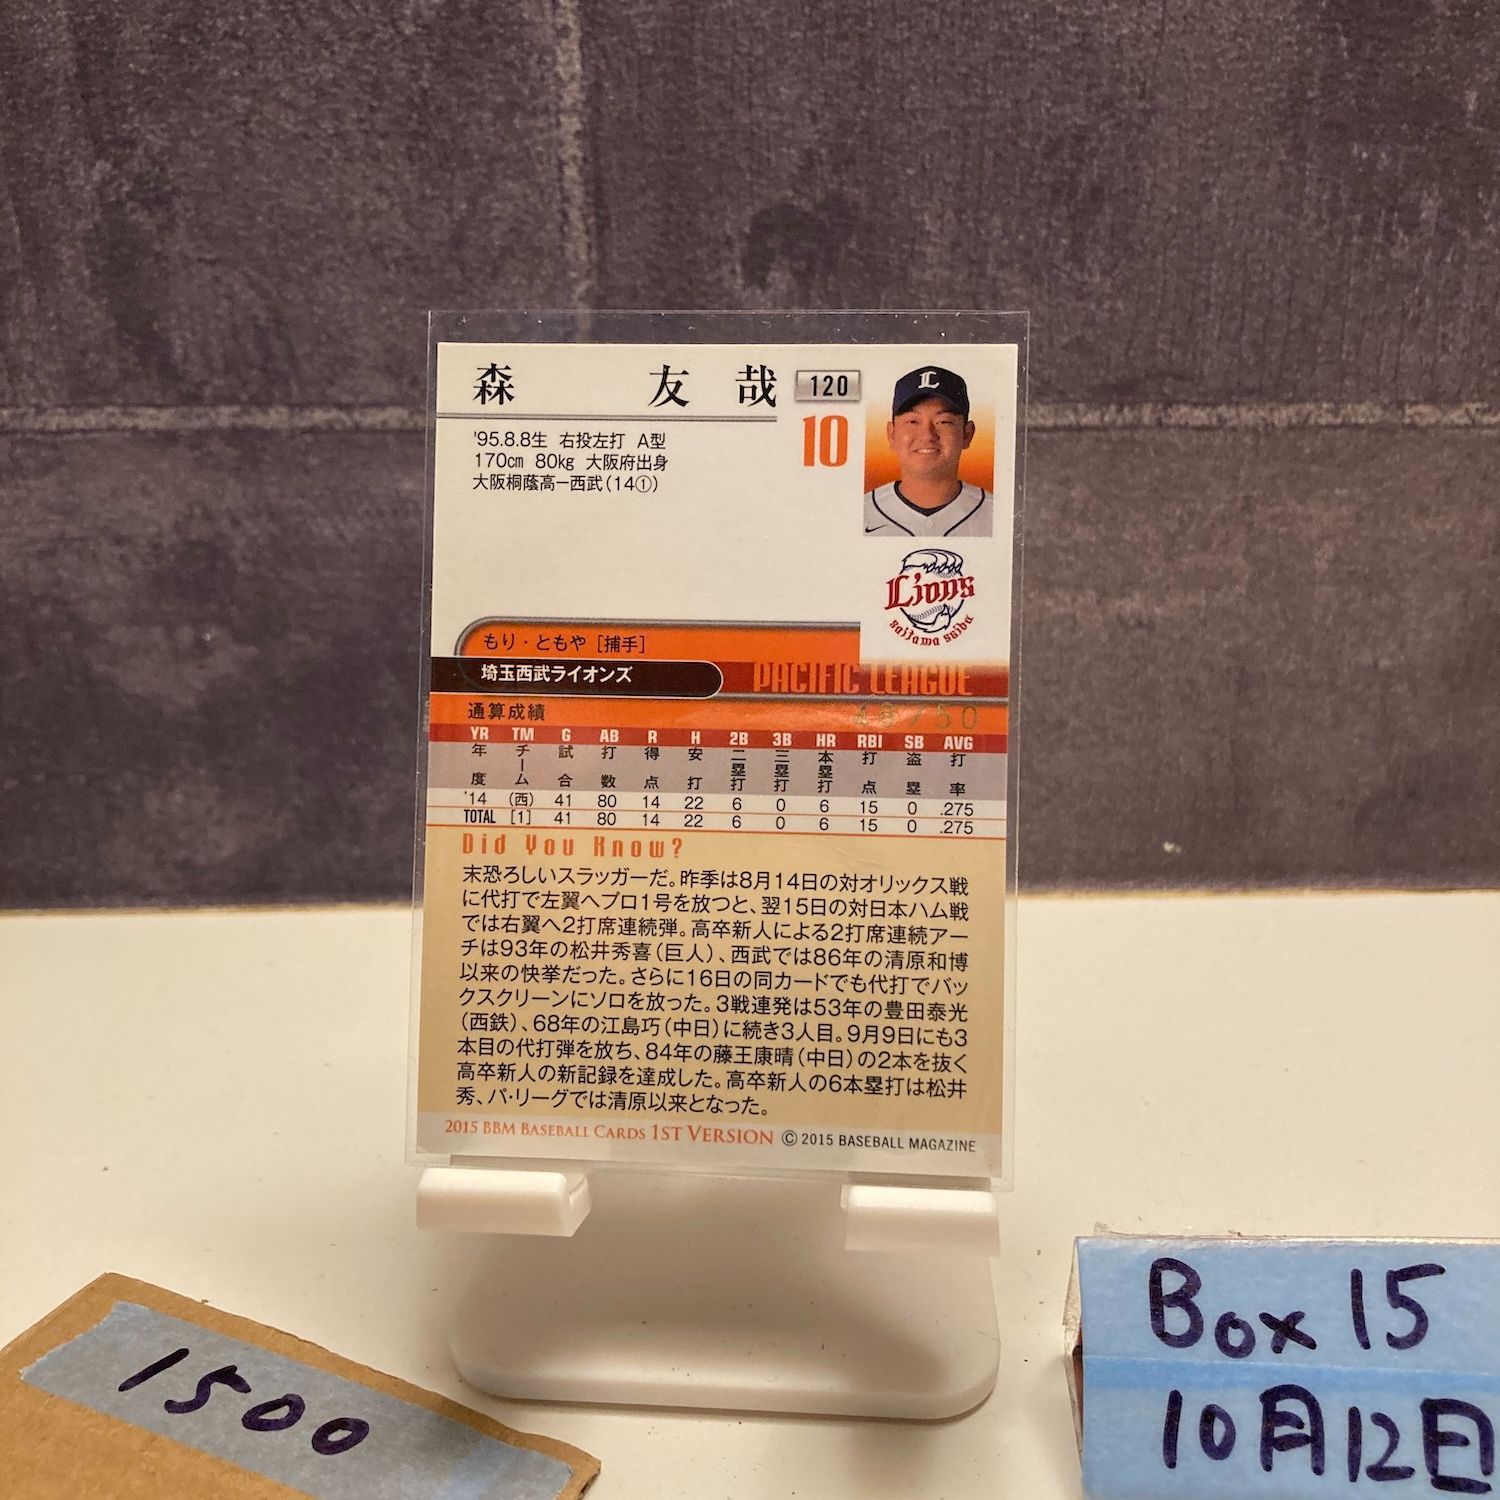 森 友哉
120
10
'95.8.8生 右投左打 A型
170cm 80kg 大阪府出身
大阪桐蔭高ー西武(14①)
L
Lions
Saitama Seibu
もり・ともや [捕手]
埼玉西武ライオンズ
PACIFIC LEAGUE
通算成績
/50
YR TM G AB R H 2B 3B HR RBI SB AVG
年度 チーム 試合 打数 得点 安打 二塁打 三塁打 本塁打 打点 盗塁 打率
'14 (西) 41 80 14 22 6 0 6 15 0 .275
TOTAL [1] 41 80 14 22 6 0 6 15 0 .275
Did You Know?
末恐ろしいスラッガーだ。昨季は8月14日の対オリックス戦
に代打で左翼へプロ1号を放つと、翌15日の対日本ハム戦
では右翼へ2打席連続弾。高卒新人による2打席連続アー
チは93年の松井秀喜(巨人)、西武では86年の清原和博
以来の快挙だった。さらに16日の同カードでも代打でバッ
クスクリーンにソロを放った。3戦連発は53年の豊田泰光
(西鉄)、68年の江島巧(中日)に続き3人目。9月9日にも3
本目の代打弾を放ち、84年の藤王康晴(中日)の2本を抜く
高卒新人の新記録を達成した。高卒新人の6本塁打は松井
秀、パ・リーグでは清原以来となった。
2015 BBM BASEBALL CARDS 1ST VERSION © 2015 BASEBALL MAGAZINE
1500
Box 15
10月12日